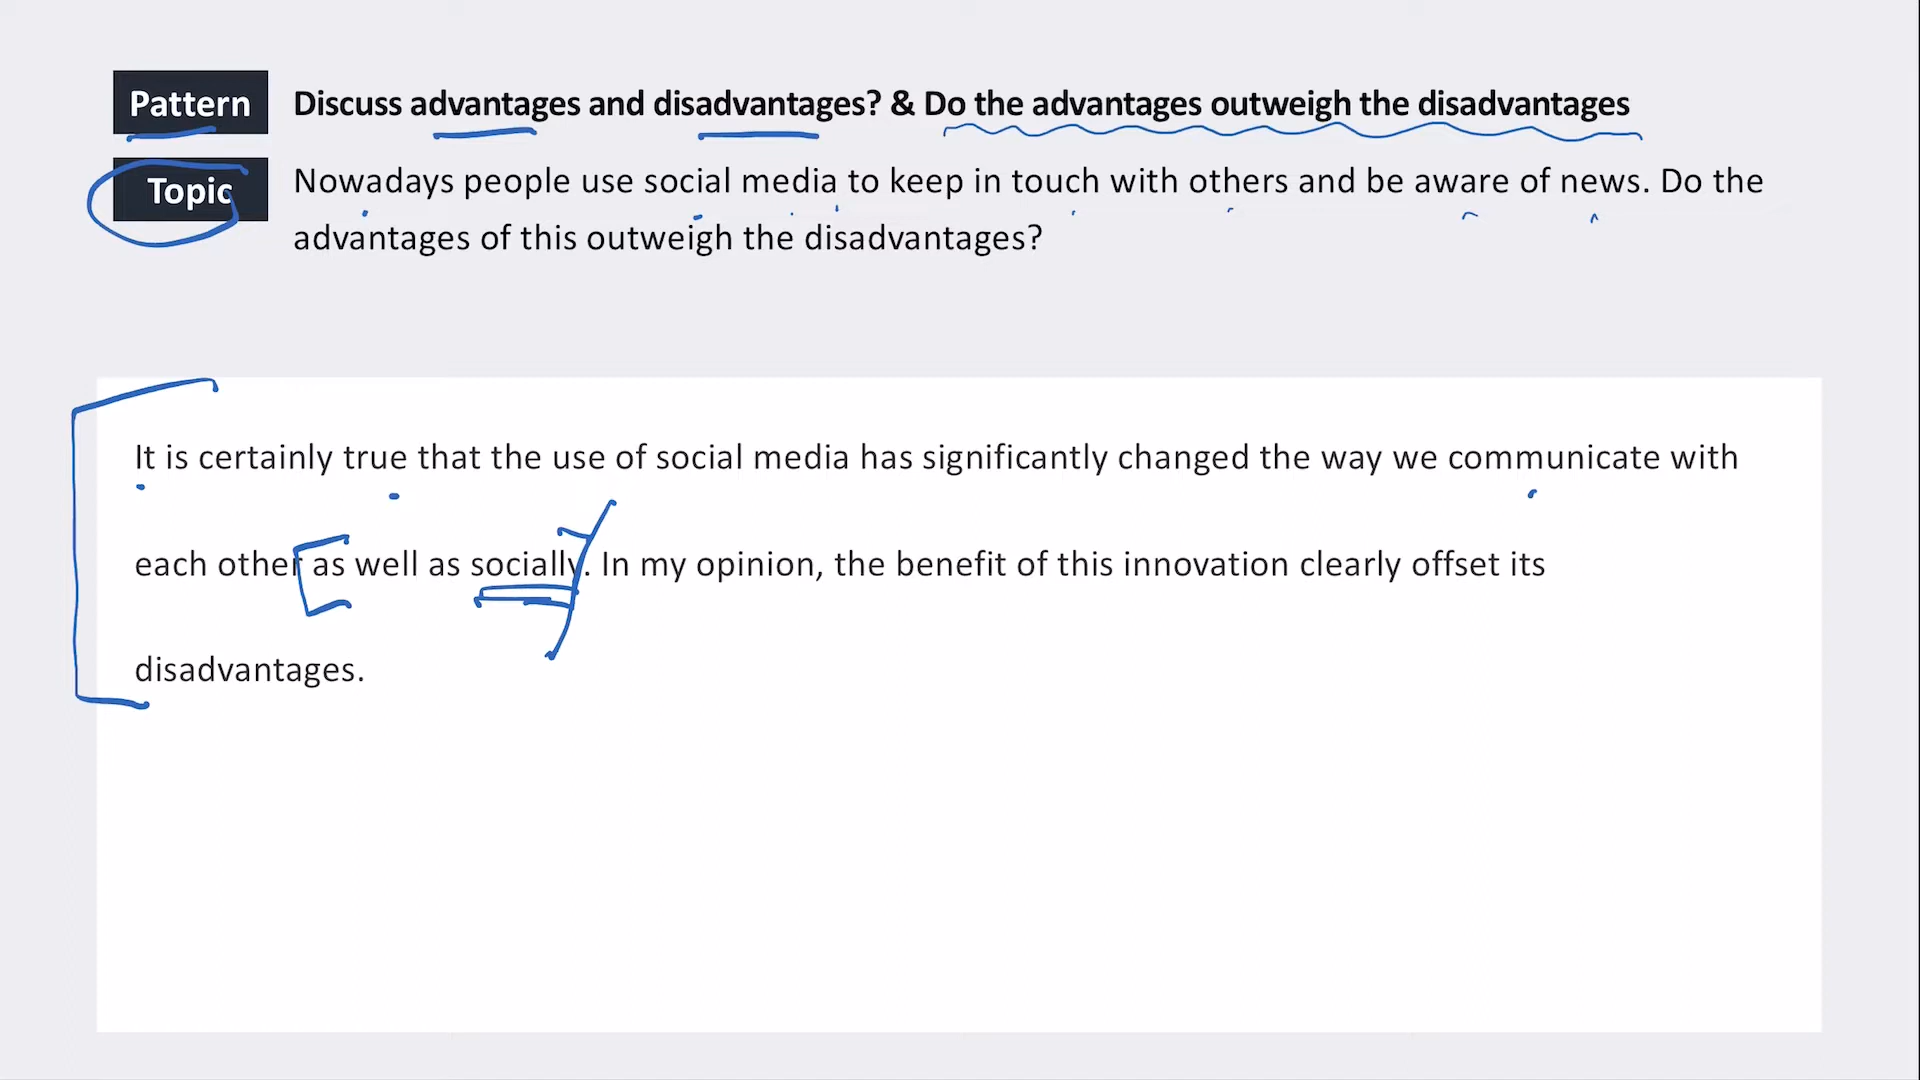 Pattern Discuss advantages and disadvantages? & Do the advantages outweigh the disadvantages
Topic Nowadays people use social media to keep in touch with others and be aware of news. Do the
advantages of this outweigh the disadvantages?
It is certainly true that the use of social media has significantly changed the way we communicate with
each other as well as socially. In my opinion, the benefit of this innovation clearly offset its
disadvantages.